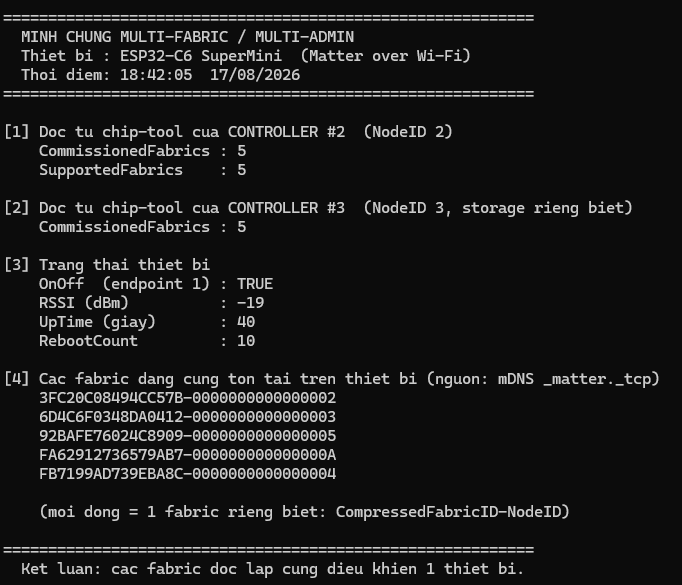 ===========================================================
MINH CHUNG MULTI-FABRIC / MULTI-ADMIN
Thiet bi : ESP32-C6 SuperMini  (Matter over Wi-Fi)
Thoi diem: 18:42:05  17/08/2026
===========================================================
[1] Doc tu chip-tool cua CONTROLLER #2  (NodeID 2)
CommissionedFabrics : 5
SupportedFabrics    : 5
[2] Doc tu chip-tool cua CONTROLLER #3  (NodeID 3, storage rieng biet)
CommissionedFabrics : 5
[3] Trang thai thiet bi
OnOff  (endpoint 1) : TRUE
RSSI (dBm)          : -19
UpTime (giay)       : 40
RebootCount         : 10
[4] Cac fabric dang cung ton tai tren thiet bi (nguon: mDNS _matter._tcp)
3FC20C08494CC57B-0000000000000002
6D4C6F0348DA0412-0000000000000003
92BAFE76024C8909-0000000000000005
FA62912736579AB7-000000000000000A
FB7199AD739EBA8C-0000000000000004
(moi dong = 1 fabric rieng biet: CompressedFabricID-NodeID)
===========================================================
Ket luan: cac fabric doc lap cung dieu khien 1 thiet bi.